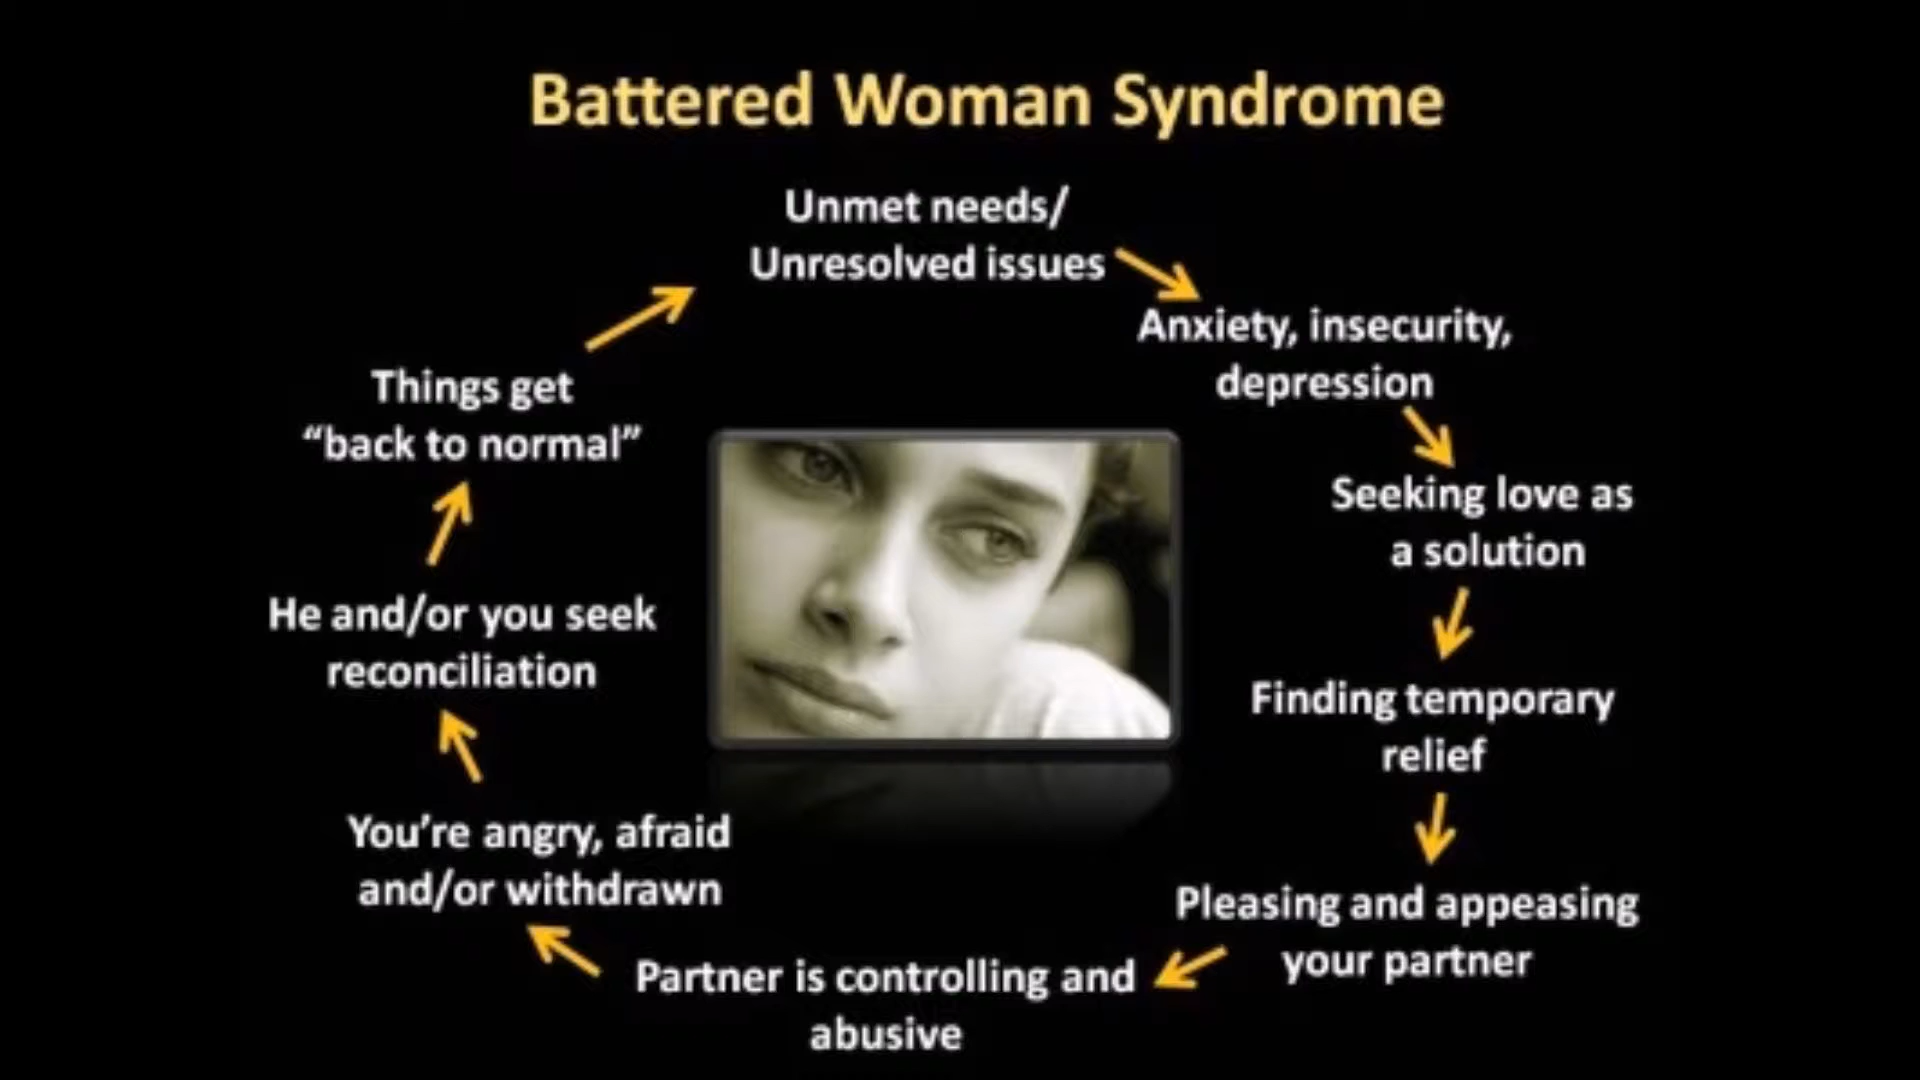 Battered Woman Syndrome
Unmet needs/
Unresolved issues
Anxiety, insecurity,
depression
Seeking love as
a solution
Finding temporary
relief
Pleasing and appeasing
your partner
Partner is controlling and
abusive
You’re angry, afraid
and/or withdrawn
He and/or you seek
reconciliation
Things get
“back to normal”